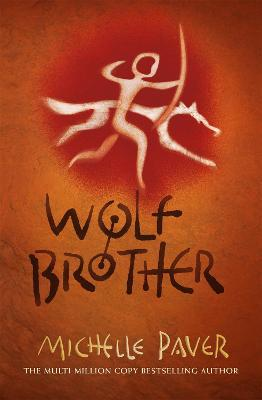 WOLF
BROTHER
MICHELLE PAVER
THE MULTI MILLION COPY BESTSELLING AUTHOR